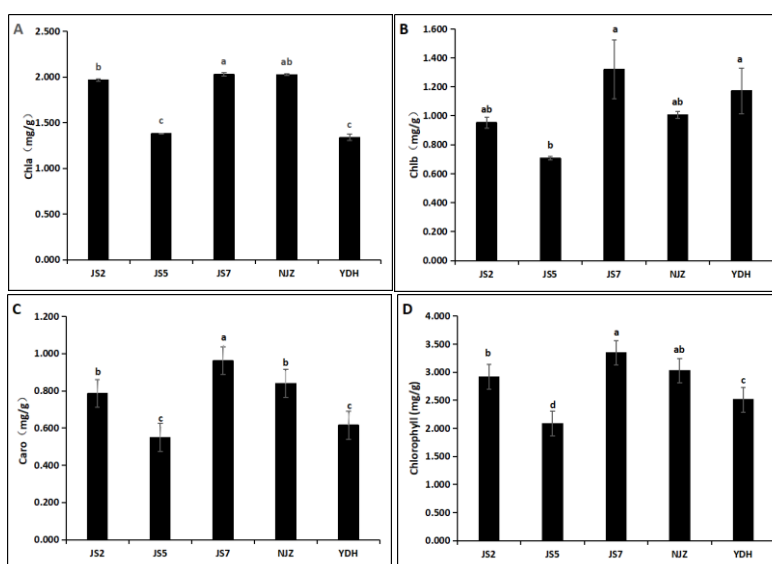 A
2.500
2.000
1.500
1.000
0.500
0.000
Chla（mg/g）
b
c
a
ab
c
JS2 JS5 JS7 NJZ YDH
B
1.600
1.400
1.200
1.000
0.800
0.600
0.400
0.200
0.000
Chlb（mg/g）
ab
b
a
ab
a
JS2 JS5 JS7 NJZ YDH
C
1.200
1.000
0.800
0.600
0.400
0.200
0.000
Caro（mg/g）
b
c
a
b
c
JS2 JS5 JS7 NJZ YDH
D
4.000
3.500
3.000
2.500
2.000
1.500
1.000
0.500
0.000
Chlorophyll (mg/g)
b
d
a
ab
c
JS2 JS5 JS7 NJZ YDH